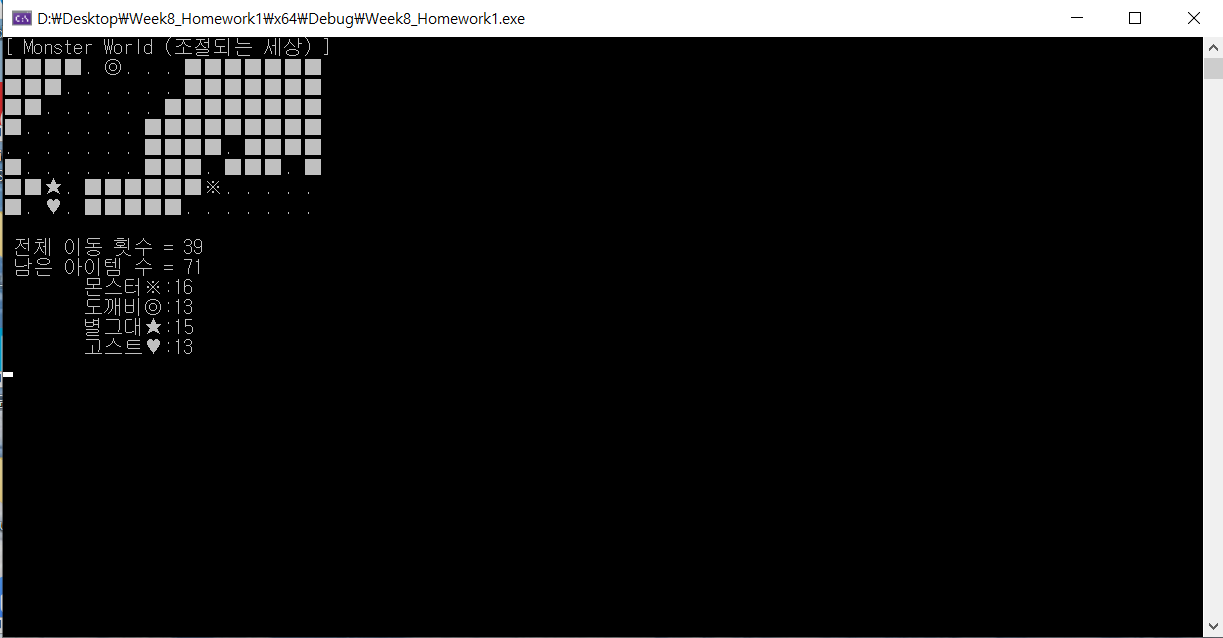 D:₩Desktop₩Week8_Homework1₩x64₩Debug₩Week8_Homework1.exe
[ Monster World (조절되는 세상) ]
■■■■. ◎. . . ■■■■■■■
■■■. . . . . . ■■■■■■■
■■. . . . . . ■■■■■■■■
■. . . . . . ■■■■■■■■■
. . . . . . . ■■■■. ■■■■
■. . . . . . ■■■. ■■■. ■
■■★. ■■■■■■※. . . . .
■. ♥. ■■■■■. . . . . . .
전체 이동 횟수 = 39
남은 아이템 수 = 71
몬스터※:16
도깨비◎:13
별그대★:15
고스트♥:13